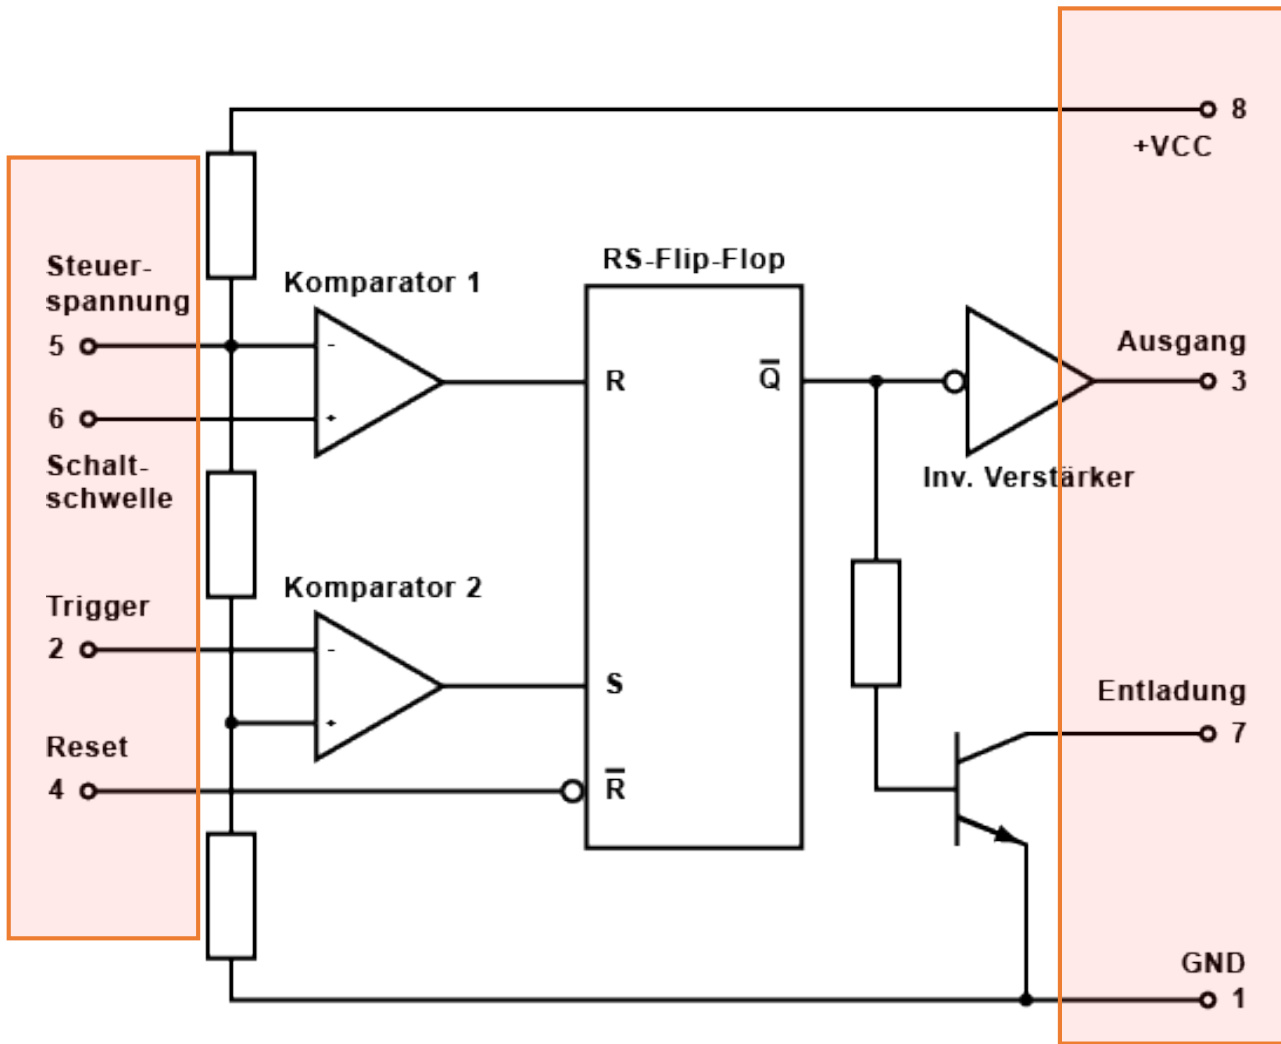 8
+VCC
Steuer-
spannung
5
6
Schalt-
schwelle
Trigger
2
Reset
4
Komparator 1
-
+
Komparator 2
-
+
RS-Flip-Flop
R
Q̅
S
R̅
Inv. Verstärker
Ausgang
3
Entladung
7
GND
1